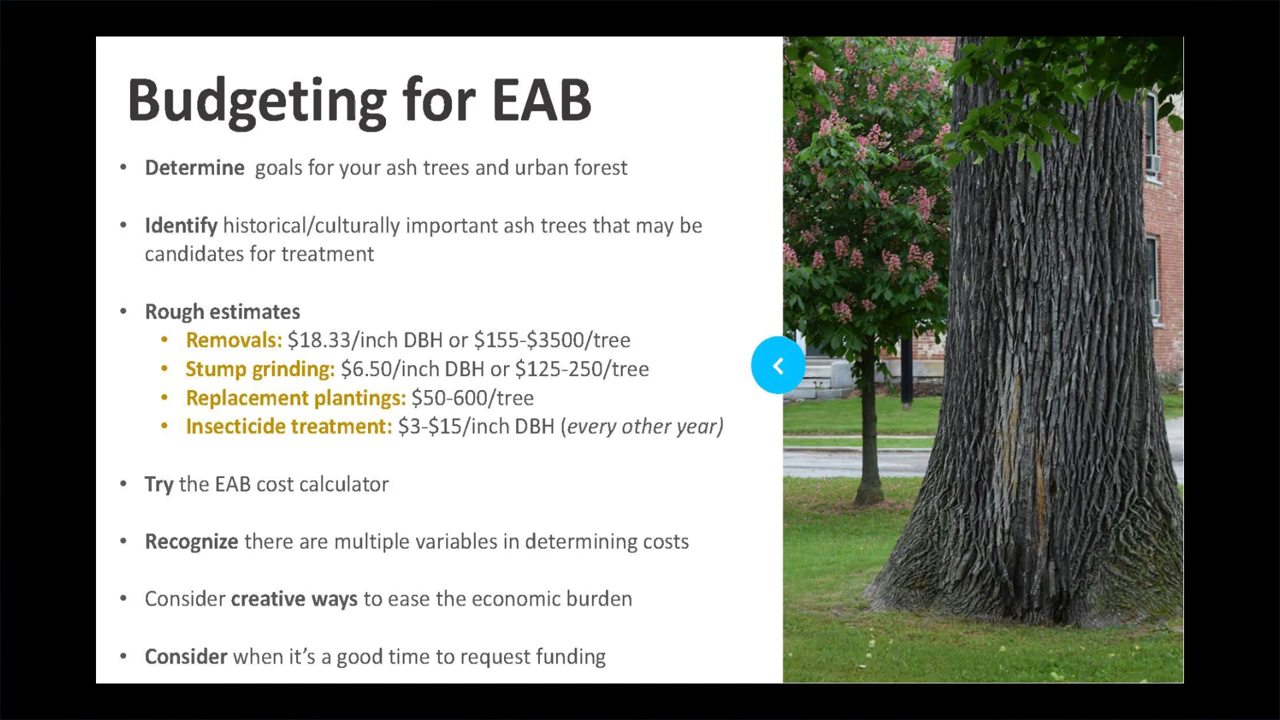 Budgeting for EAB
• Determine goals for your ash trees and urban forest
• Identify historical/culturally important ash trees that may be
candidates for treatment
• Rough estimates
• Removals: $18.33/inch DBH or $155-$3500/tree
• Stump grinding: $6.50/inch DBH or $125-250/tree
• Replacement plantings: $50-600/tree
• Insecticide treatment: $3-$15/inch DBH (every other year)
• Try the EAB cost calculator
• Recognize there are multiple variables in determining costs
• Consider creative ways to ease the economic burden
• Consider when it’s a good time to request funding